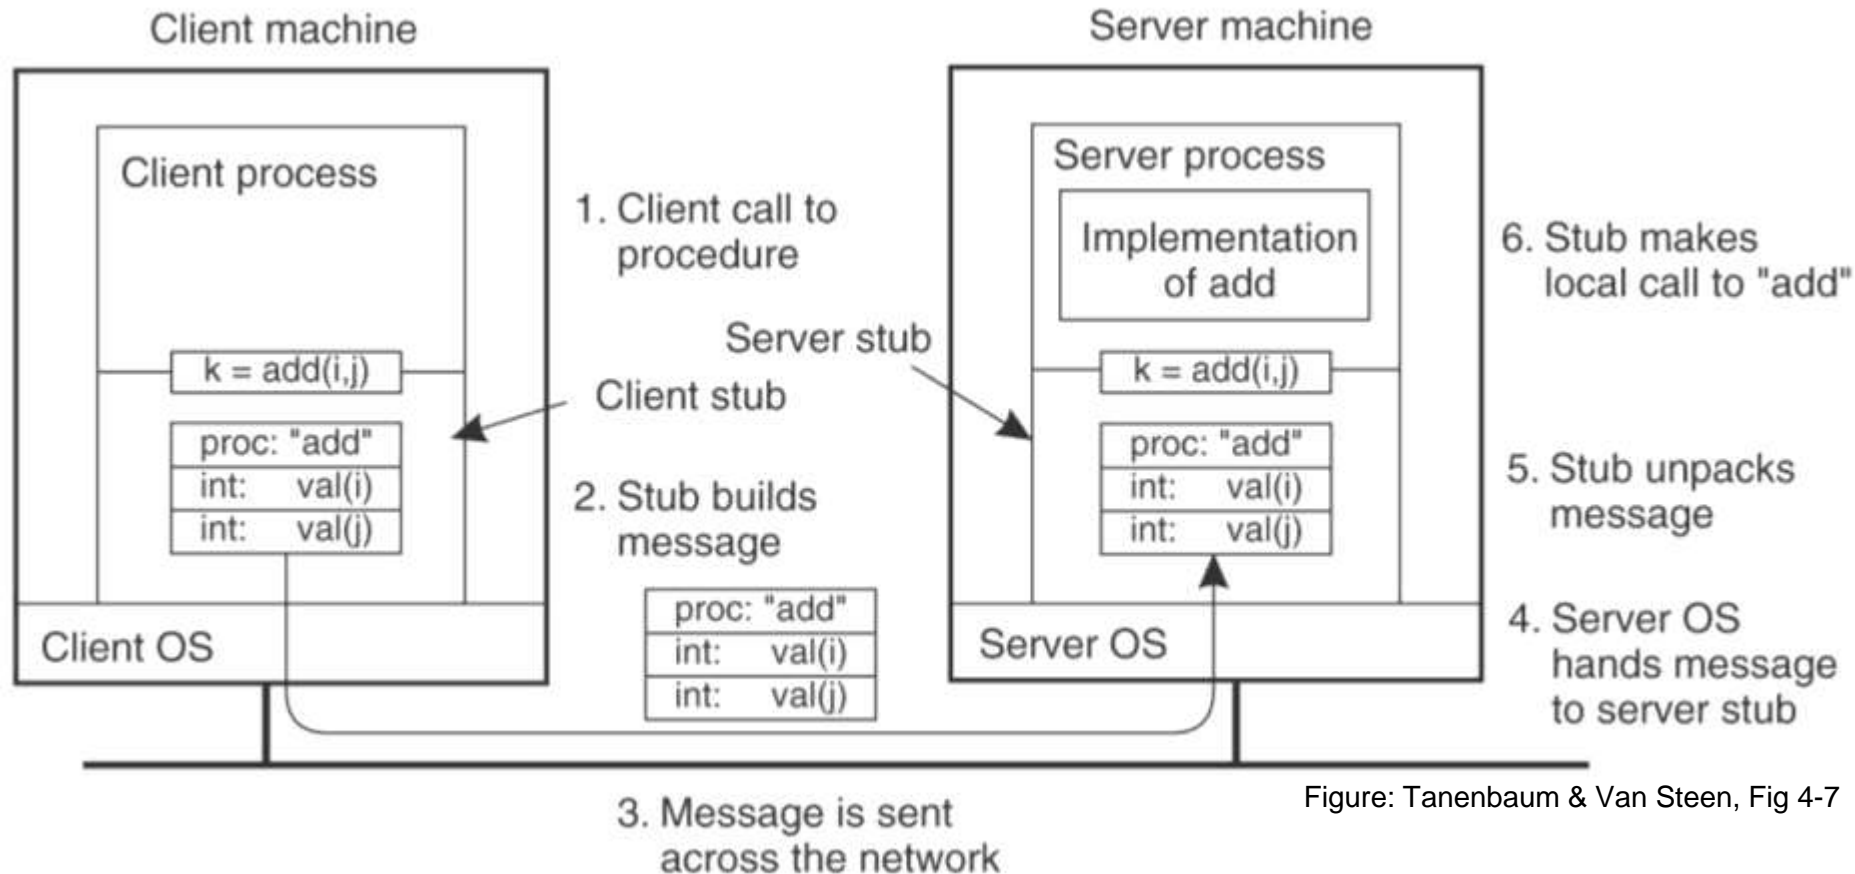 Client machine
Server machine
Client process
k = add(i,j)
proc: "add"
int: val(i)
int: val(j)
Client OS
1. Client call to
procedure
Server stub
Client stub
2. Stub builds
message
proc: "add"
int: val(i)
int: val(j)
3. Message is sent
across the network
Server process
Implementation
of add
k = add(i,j)
proc: "add"
int: val(i)
int: val(j)
Server OS
6. Stub makes
local call to "add"
5. Stub unpacks
message
4. Server OS
hands message
to server stub
Figure: Tanenbaum & Van Steen, Fig 4-7